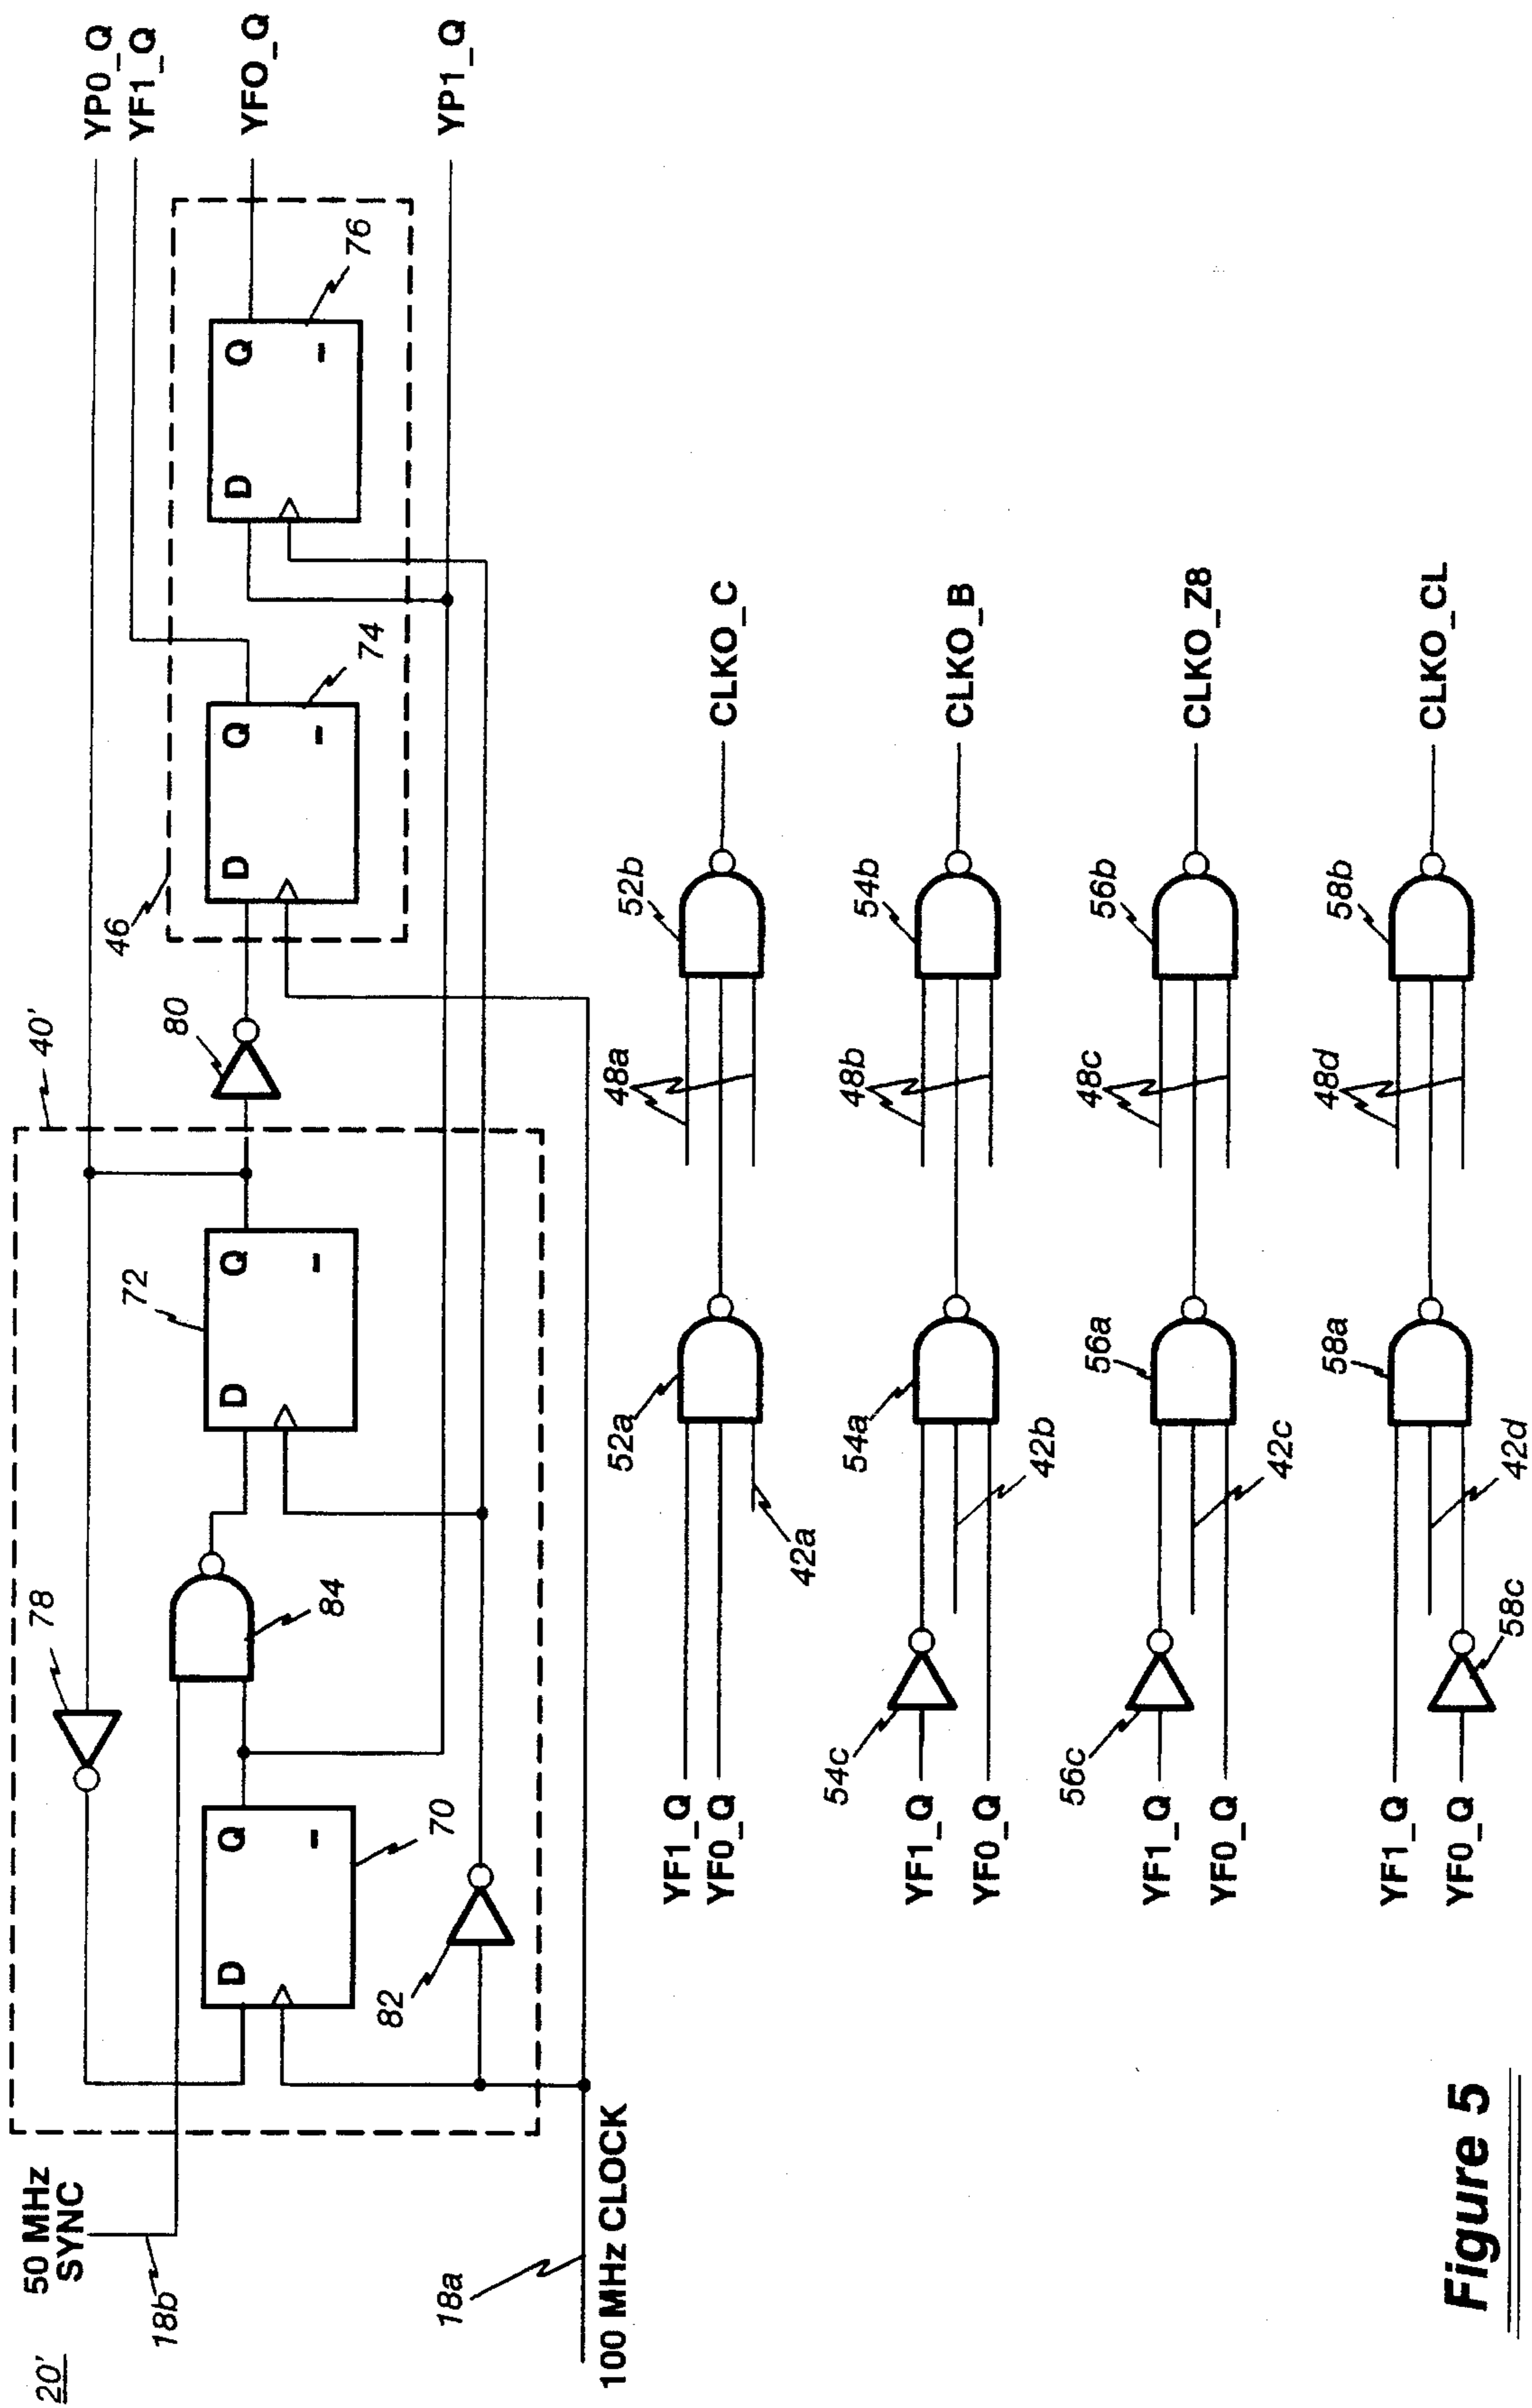 20'
50 MHz
SYNC
18b
18a
100 MHz CLOCK
40'
78
D
Q
70
82
84
72
D
Q
80
46
D
Q
74
D
Q
76
YP0_Q
YF1_Q
YFO_Q
YP1_Q
YF1_Q
YF0_Q
52a
42a
48a
52b
CLKO_C
YF1_Q
YF0_Q
54c
54a
42b
48b
54b
CLKO_B
YF1_Q
YF0_Q
56c
56a
42c
48c
56b
CLKO_Z8
YF1_Q
YF0_Q
58c
58a
42d
48d
58b
CLKO_CL
Figure 5